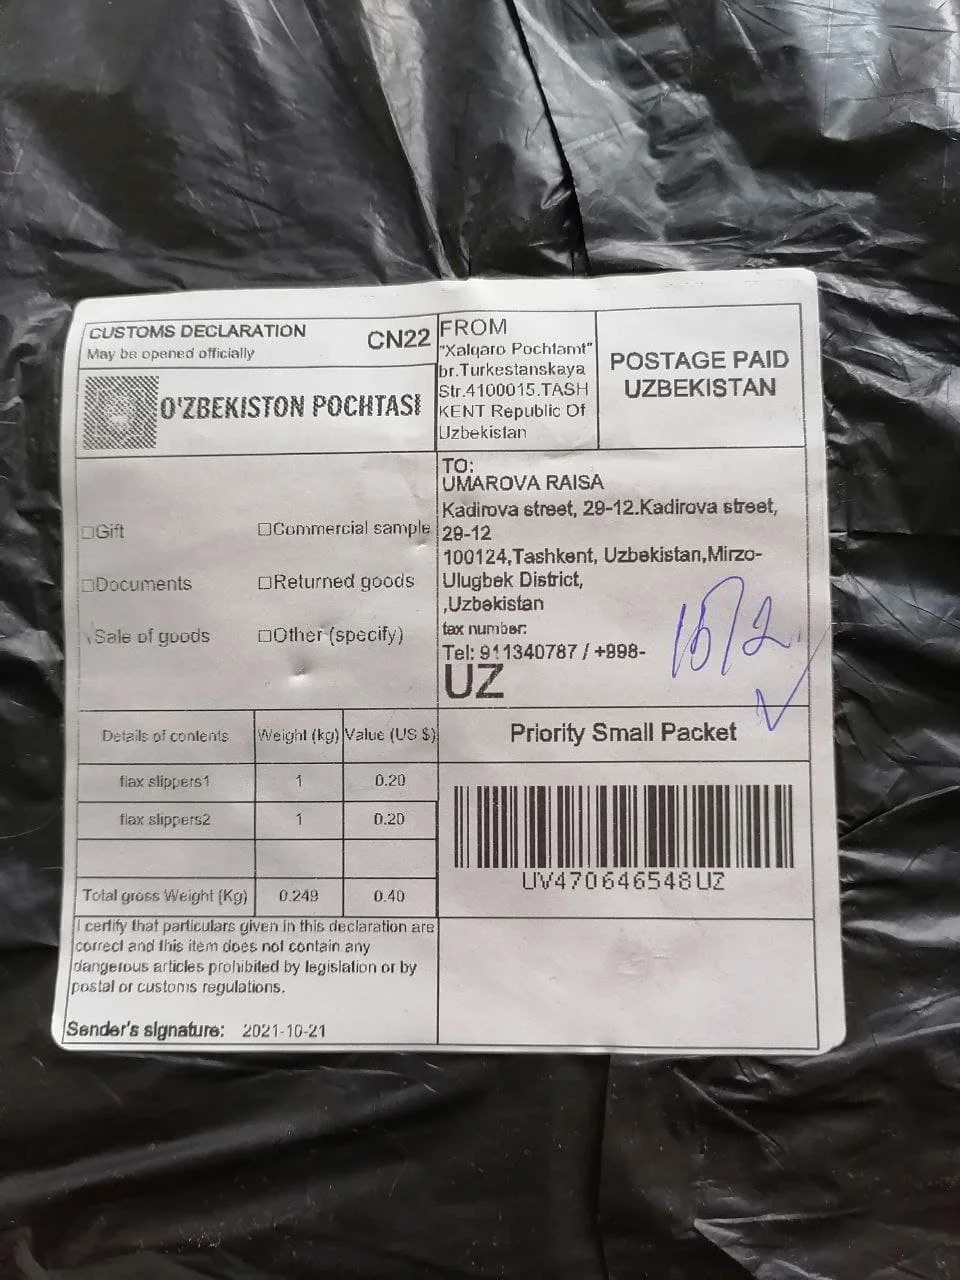 CUSTOMS DECLARATION
May be opened officially
CN22
O'ZBEKISTON POCHTASI
FROM
"Xalqaro Pochtamt"
br.Turkestanskaya
Str.4100015.TASH
KENT Republic Of
Uzbekistan
POSTAGE PAID
UZBEKISTAN
□Gift
□Commercial sample
□Documents
□Returned goods
Sale of goods
□Other (specify)
TO:
UMAROVA RAISA
Kadirova street, 29-12.Kadirova street,
29-12
100124,Tashkent, Uzbekistan,Mirzo-
Ulugbek District,
,Uzbekistan
tax number:
Tel: 911340787 / +998-
UZ
Details of contents Weight (kg) Value (US $)
flax slippers1 1 0.20
flax slippers2 1 0.20
Total gross Weight (Kg) 0.249 0.40
I certify that particulars given in this declaration are
correct and this item does not contain any
dangerous articles prohibited by legislation or by
postal or customs regulations.
Sender's signature: 2021-10-21
Priority Small Packet
UV470646548UZ